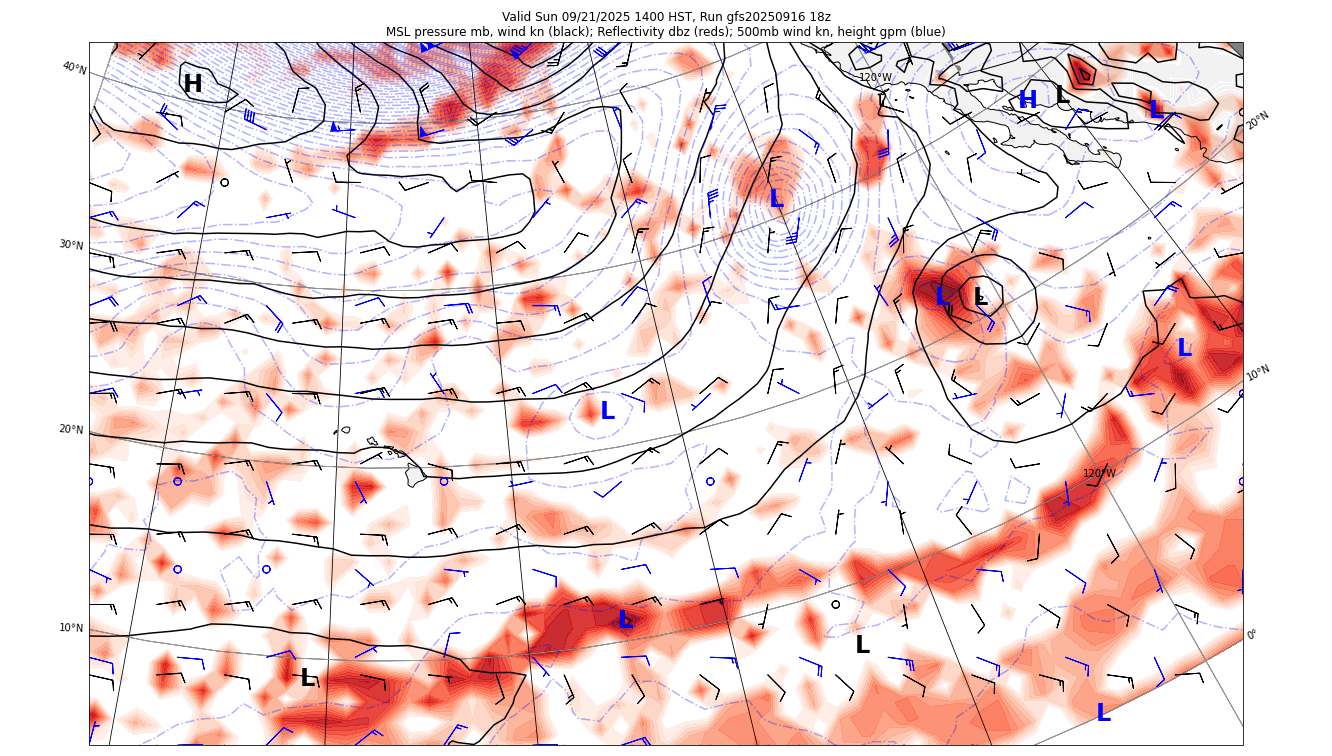 Valid Sun 09/21/2025 1400 HST, Run gfs20250916 18z
MSL pressure mb, wind kn (black); Reflectivity dbz (reds); 500mb wind kn, height gpm (blue)
40°N
120°W
H
H
L
L
20°N
L
30°N
L
L
L
10°N
L
20°N
120°W
10°N
L
0°
L
L
L